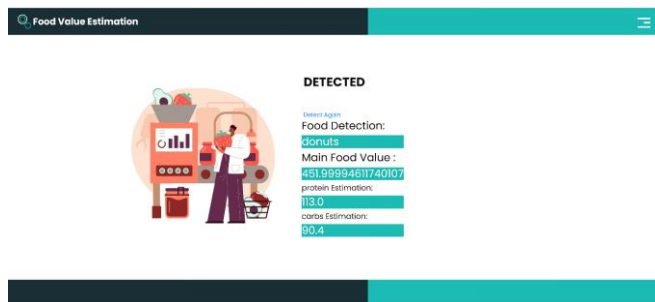 Food Value Estimation
DETECTED
Detect Again
Food Detection:
donuts
Main Food Value :
451.99994611740107
protein Estimation:
113.0
carbs Estimation:
90.4